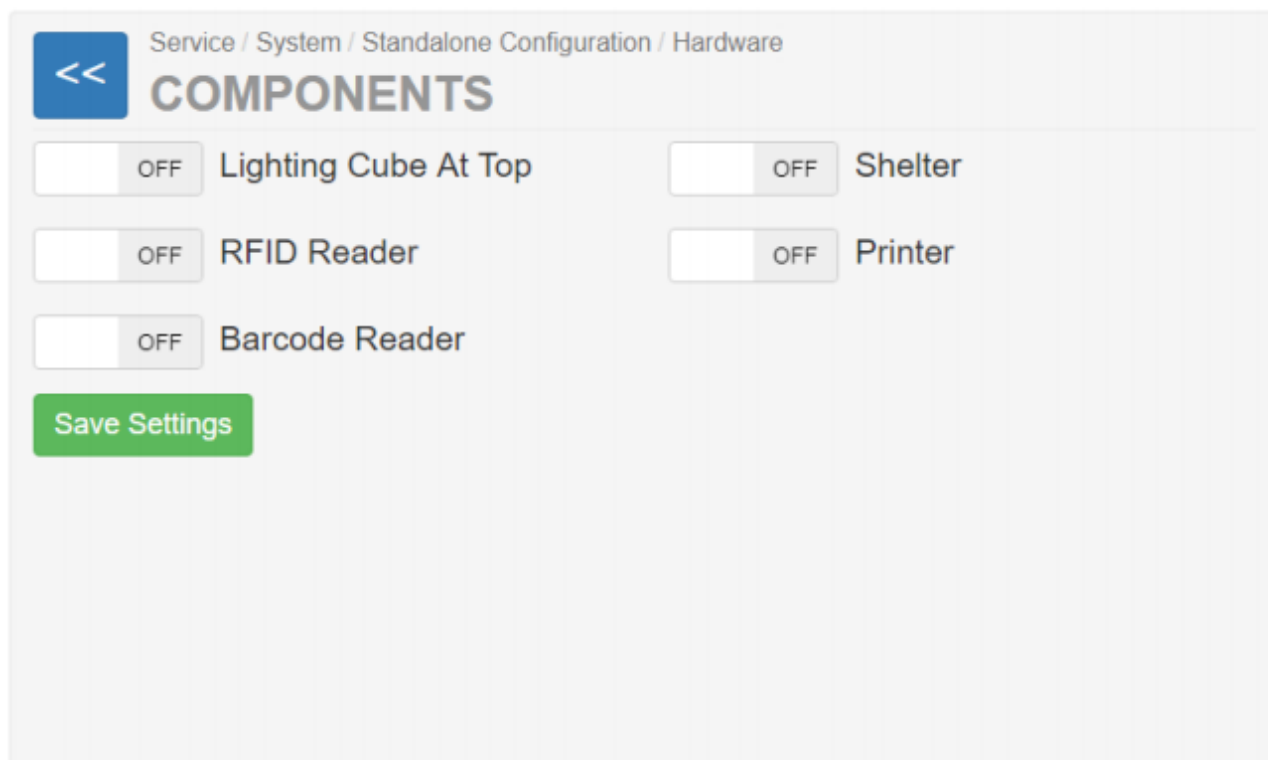 << Service / System / Standalone Configuration / Hardware
COMPONENTS
OFF Lighting Cube At Top OFF Shelter
OFF RFID Reader OFF Printer
OFF Barcode Reader
Save Settings